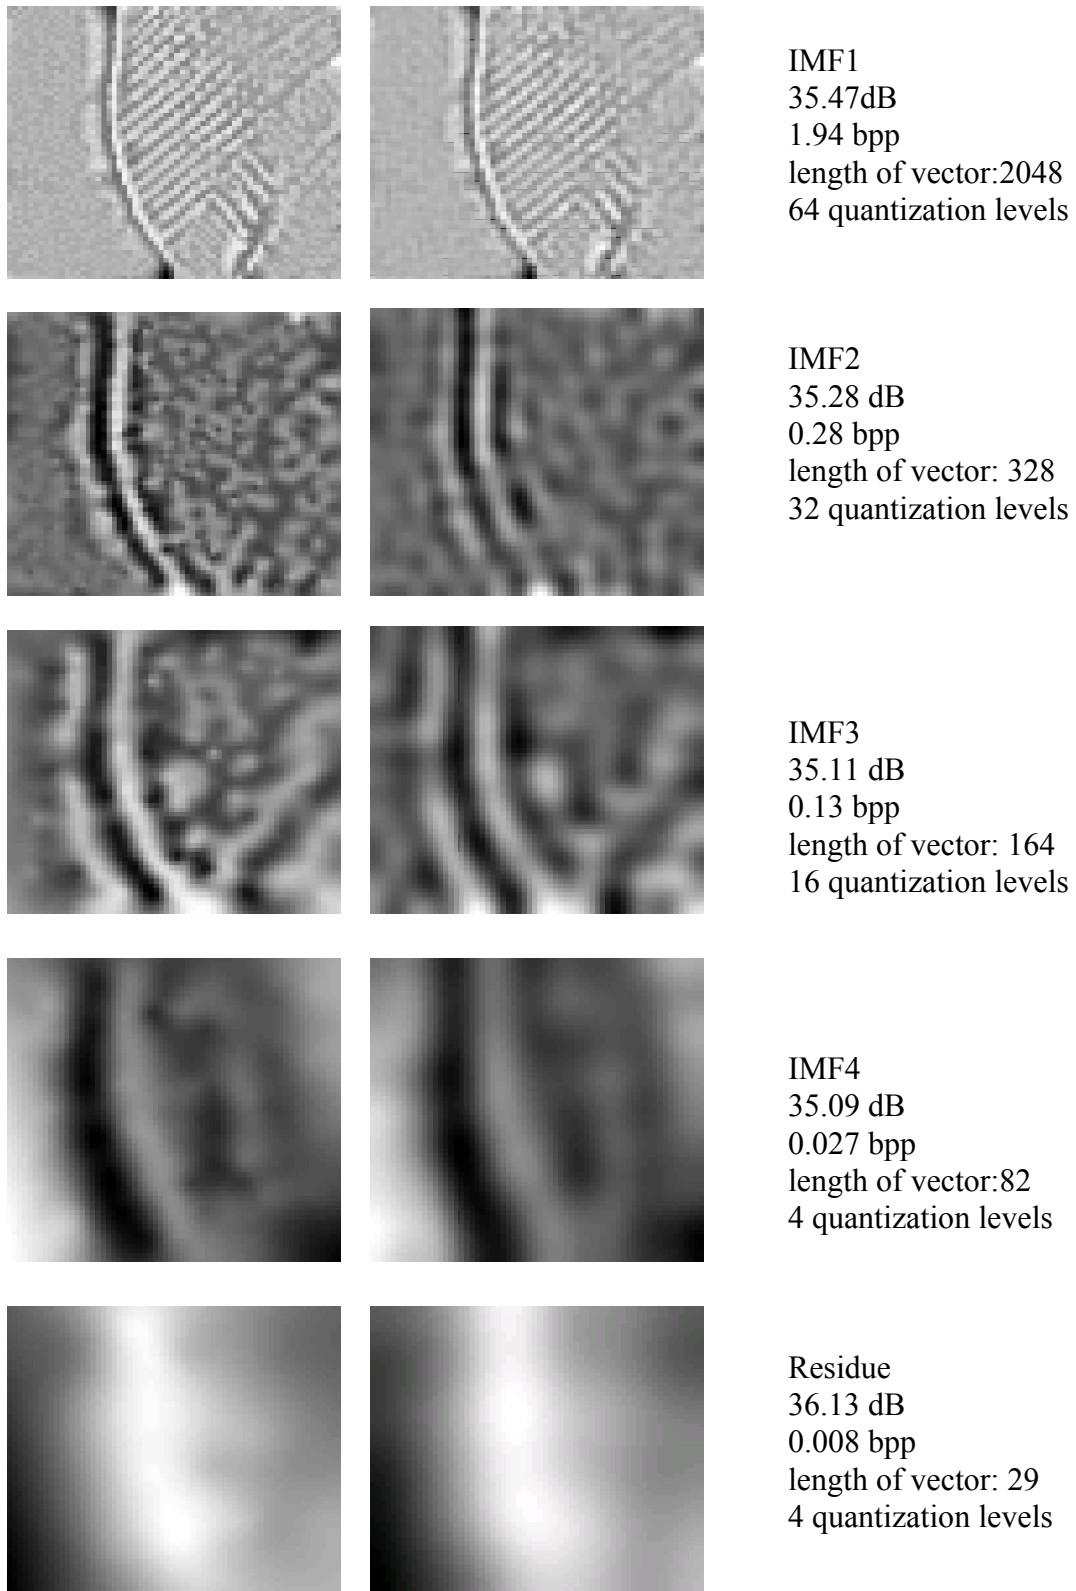 IMF1
35.47dB
1.94 bpp
length of vector:2048
64 quantization levels
IMF2
35.28 dB
0.28 bpp
length of vector: 328
32 quantization levels
IMF3
35.11 dB
0.13 bpp
length of vector: 164
16 quantization levels
IMF4
35.09 dB
0.027 bpp
length of vector:82
4 quantization levels
Residue
36.13 dB
0.008 bpp
length of vector: 29
4 quantization levels